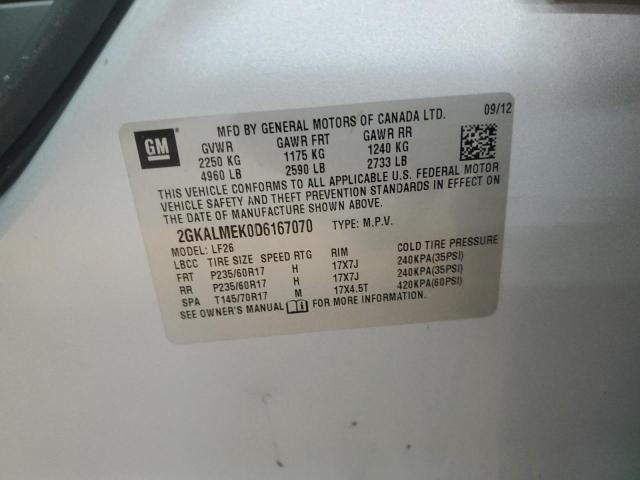 MFD BY GENERAL MOTORS OF CANADA LTD. 09/12
GM
GVWR GAWR FRT GAWR RR
2250 KG 1175 KG 1240 KG
4960 LB 2590 LB 2733 LB
THIS VEHICLE CONFORMS TO ALL APPLICABLE U.S. FEDERAL MOTOR
VEHICLE SAFETY AND THEFT PREVENTION STANDARDS IN EFFECT ON
DATE OF MANUFACTURE SHOWN ABOVE.
2GKALMEK0D6167070 TYPE: M.P.V.
MODEL: LF26
LBCC TIRE SIZE SPEED RTG RIM COLD TIRE PRESSURE
FRT P235/60R17 H 17X7J 240KPA(35PSI)
RR P235/60R17 H 17X7J 240KPA(35PSI)
SPA T145/70R17 M 17X4.5T 420KPA(60PSI)
SEE OWNER'S MANUAL FOR MORE INFORMATION.